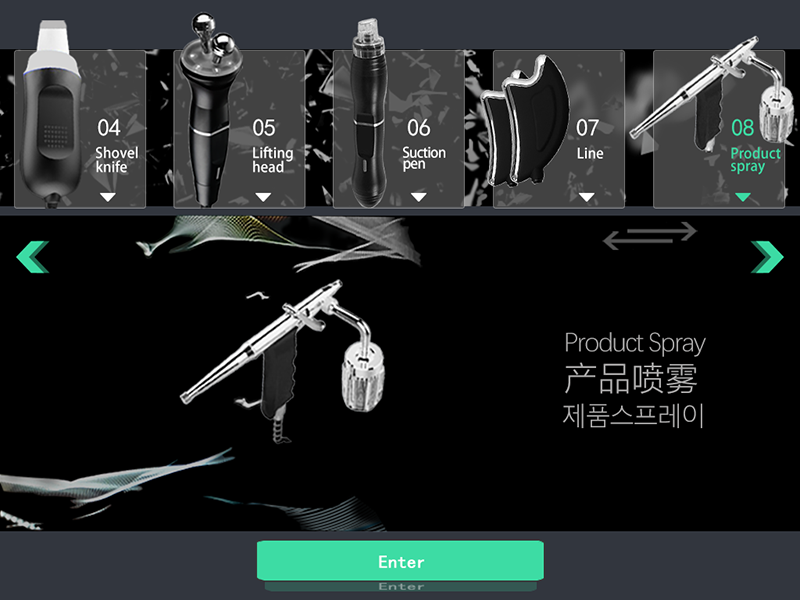 04
Shovel
knife
05
Lifting
head
06
Suction
pen
07
Line
08
Product
spray
Product Spray
产品喷雾
제품스프레이
Enter
Enter